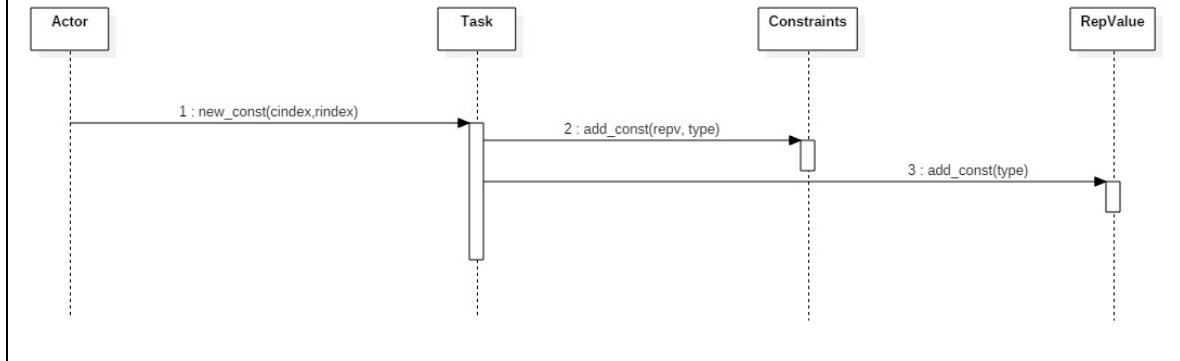 Actor
Task
Constraints
RepValue
1 : new_const(cindex,rindex)
2 : add_const(repv, type)
3 : add_const(type)